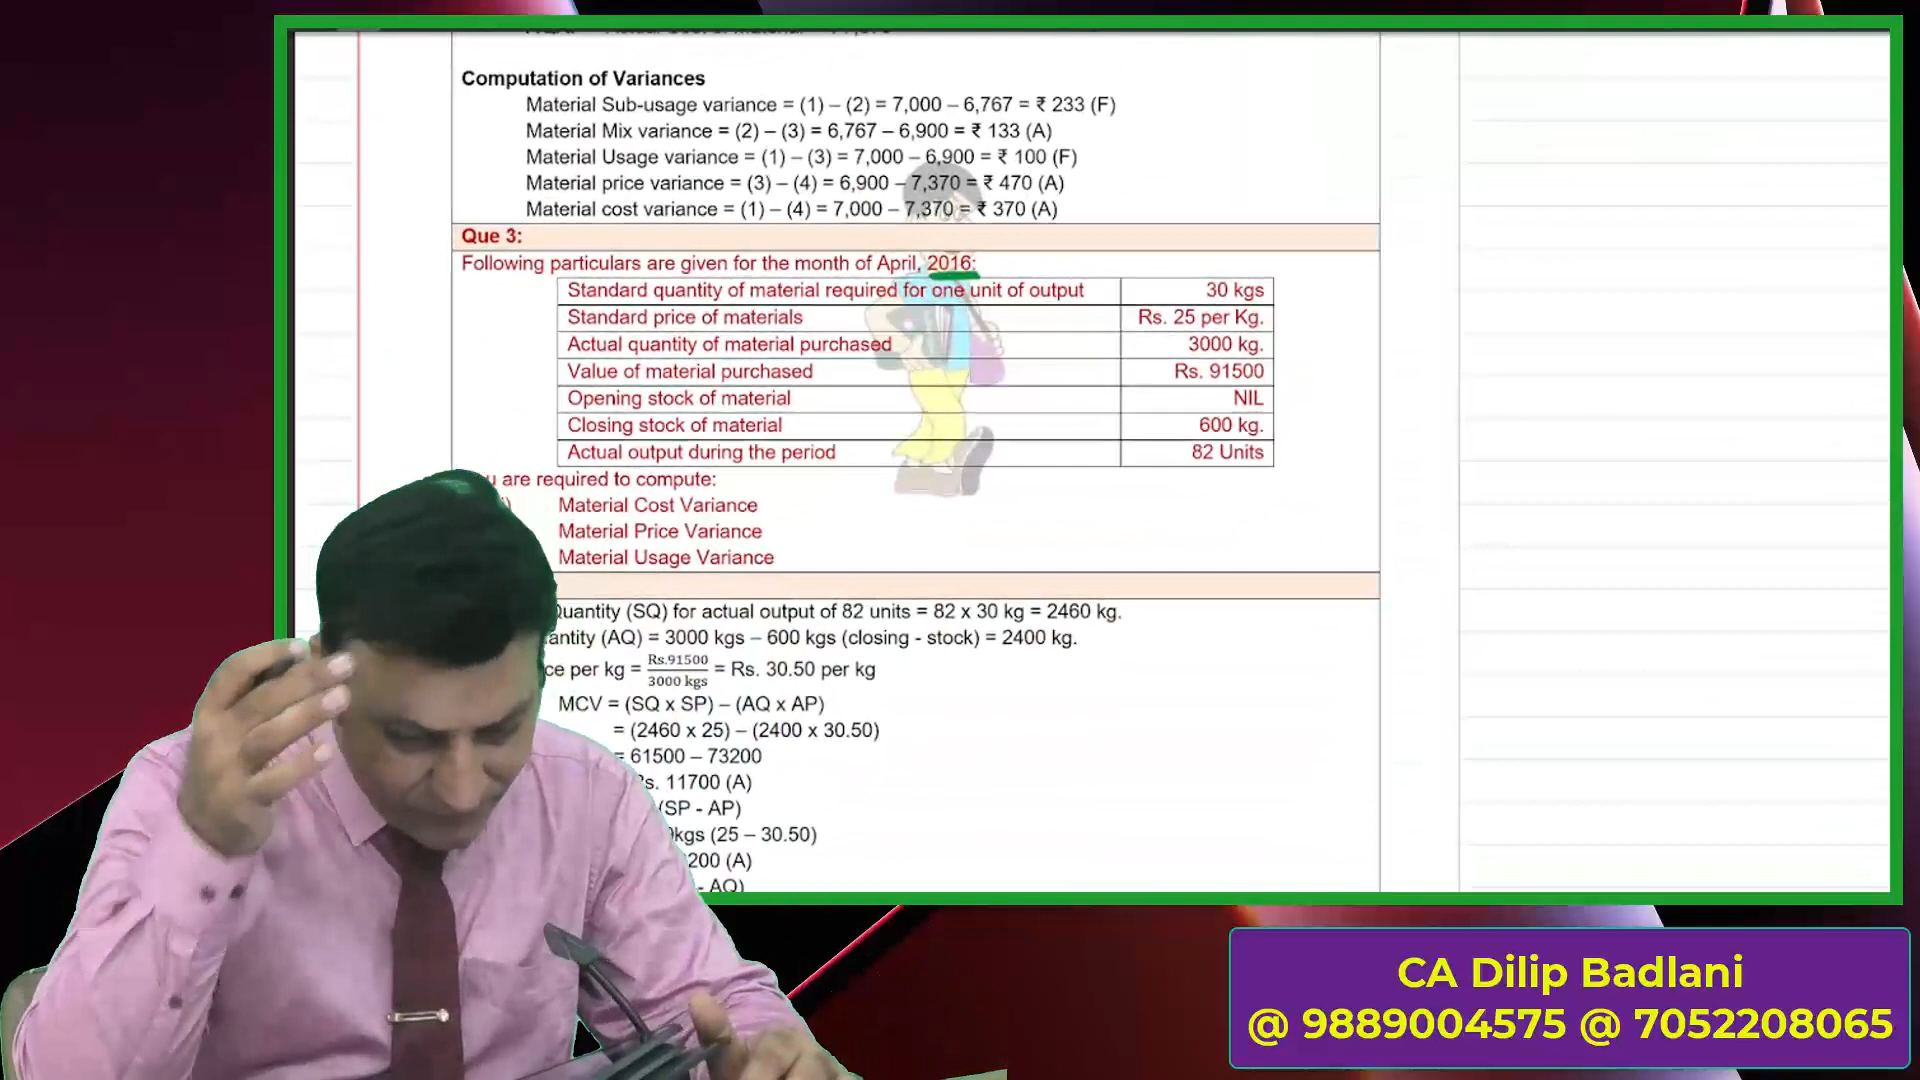 Computation of Variances
Material Sub-usage variance = (1) – (2) = 7,000 – 6,767 = ₹ 233 (F)
Material Mix variance = (2) – (3) = 6,767 – 6,900 = ₹ 133 (A)
Material Usage variance = (1) – (3) = 7,000 – 6,900 = ₹ 100 (F)
Material price variance = (3) – (4) = 6,900 – 7,370 = ₹ 470 (A)
Material cost variance = (1) – (4) = 7,000 – 7,370 = ₹ 370 (A)
Que 3:
Following particulars are given for the month of April, 2016:
Standard quantity of material required for one unit of output 30 kgs
Standard price of materials Rs. 25 per Kg.
Actual quantity of material purchased 3000 kg.
Value of material purchased Rs. 91500
Opening stock of material NIL
Closing stock of material 600 kg.
Actual output during the period 82 Units
are required to compute:
Material Cost Variance
Material Price Variance
Material Usage Variance
Quantity (SQ) for actual output of 82 units = 82 x 30 kg = 2460 kg.
(AQ) = 3000 kgs – 600 kgs (closing - stock) = 2400 kg.
per kg = Rs.91500 / 3000 kgs = Rs. 30.50 per kg
MCV = (SQ x SP) – (AQ x AP)
= (2460 x 25) – (2400 x 30.50)
= 61500 – 73200
11700 (A)
(SP - AP)
kgs (25 – 30.50)
200 (A)
- AQ)
CA Dilip Badlani
@ 9889004575 @ 7052208065